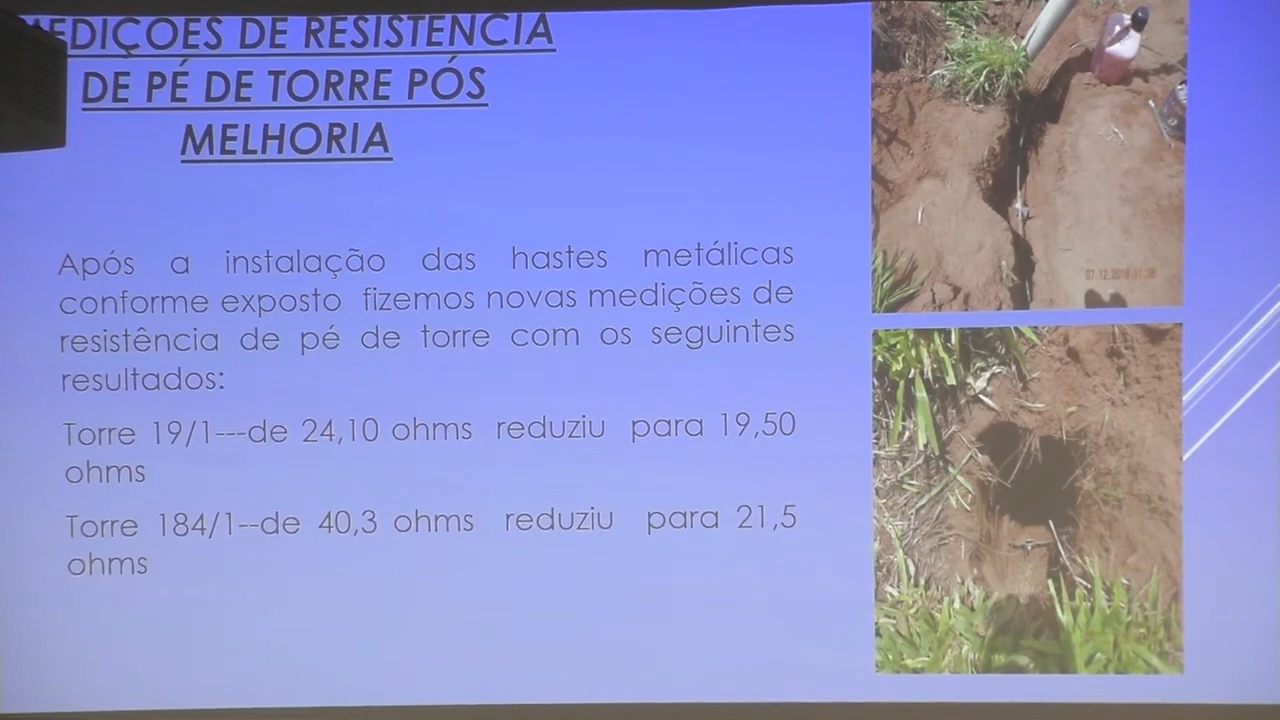 MEDIÇOES DE RESISTENCIA
DE PÉ DE TORRE PÓS
MELHORIA
Após a instalação das hastes metálicas
conforme exposto fizemos novas medições de
resistência de pé de torre com os seguintes
resultados:
Torre 19/1---de 24,10 ohms reduziu para 19,50
ohms
Torre 184/1--de 40,3 ohms reduziu para 21,5
ohms